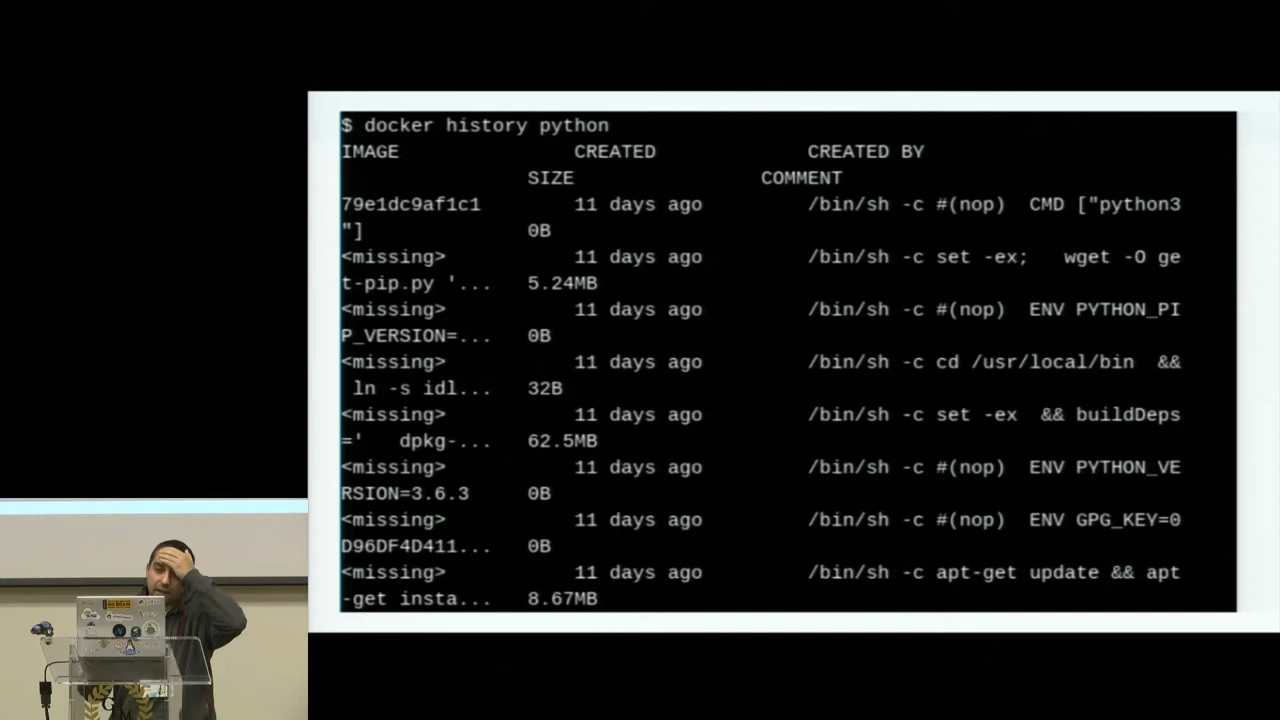 $ docker history python
IMAGE CREATED CREATED BY
SIZE COMMENT
79e1dc9af1c1 11 days ago /bin/sh -c #(nop) CMD ["python3
"] 0B
<missing> 11 days ago /bin/sh -c set -ex; wget -O ge
t-pip.py '... 5.24MB
<missing> 11 days ago /bin/sh -c #(nop) ENV PYTHON_PI
P_VERSION=... 0B
<missing> 11 days ago /bin/sh -c cd /usr/local/bin &&
ln -s idl... 32B
<missing> 11 days ago /bin/sh -c set -ex && buildDeps
=' dpkg-... 62.5MB
<missing> 11 days ago /bin/sh -c #(nop) ENV PYTHON_VE
RSION=3.6.3 0B
<missing> 11 days ago /bin/sh -c #(nop) ENV GPG_KEY=0
D96DF4D411... 0B
<missing> 11 days ago /bin/sh -c apt-get update && apt
-get insta... 8.67MB
G M